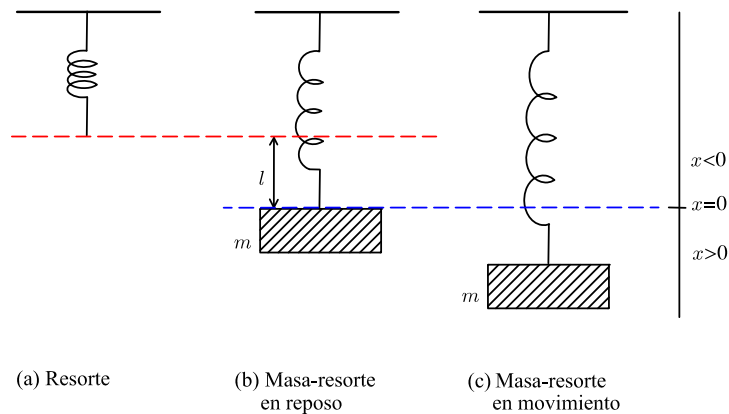 x<0
l
x=0
m
x>0
m
(a) Resorte
(b) Masa-resorte
en reposo
(c) Masa-resorte
en movimiento